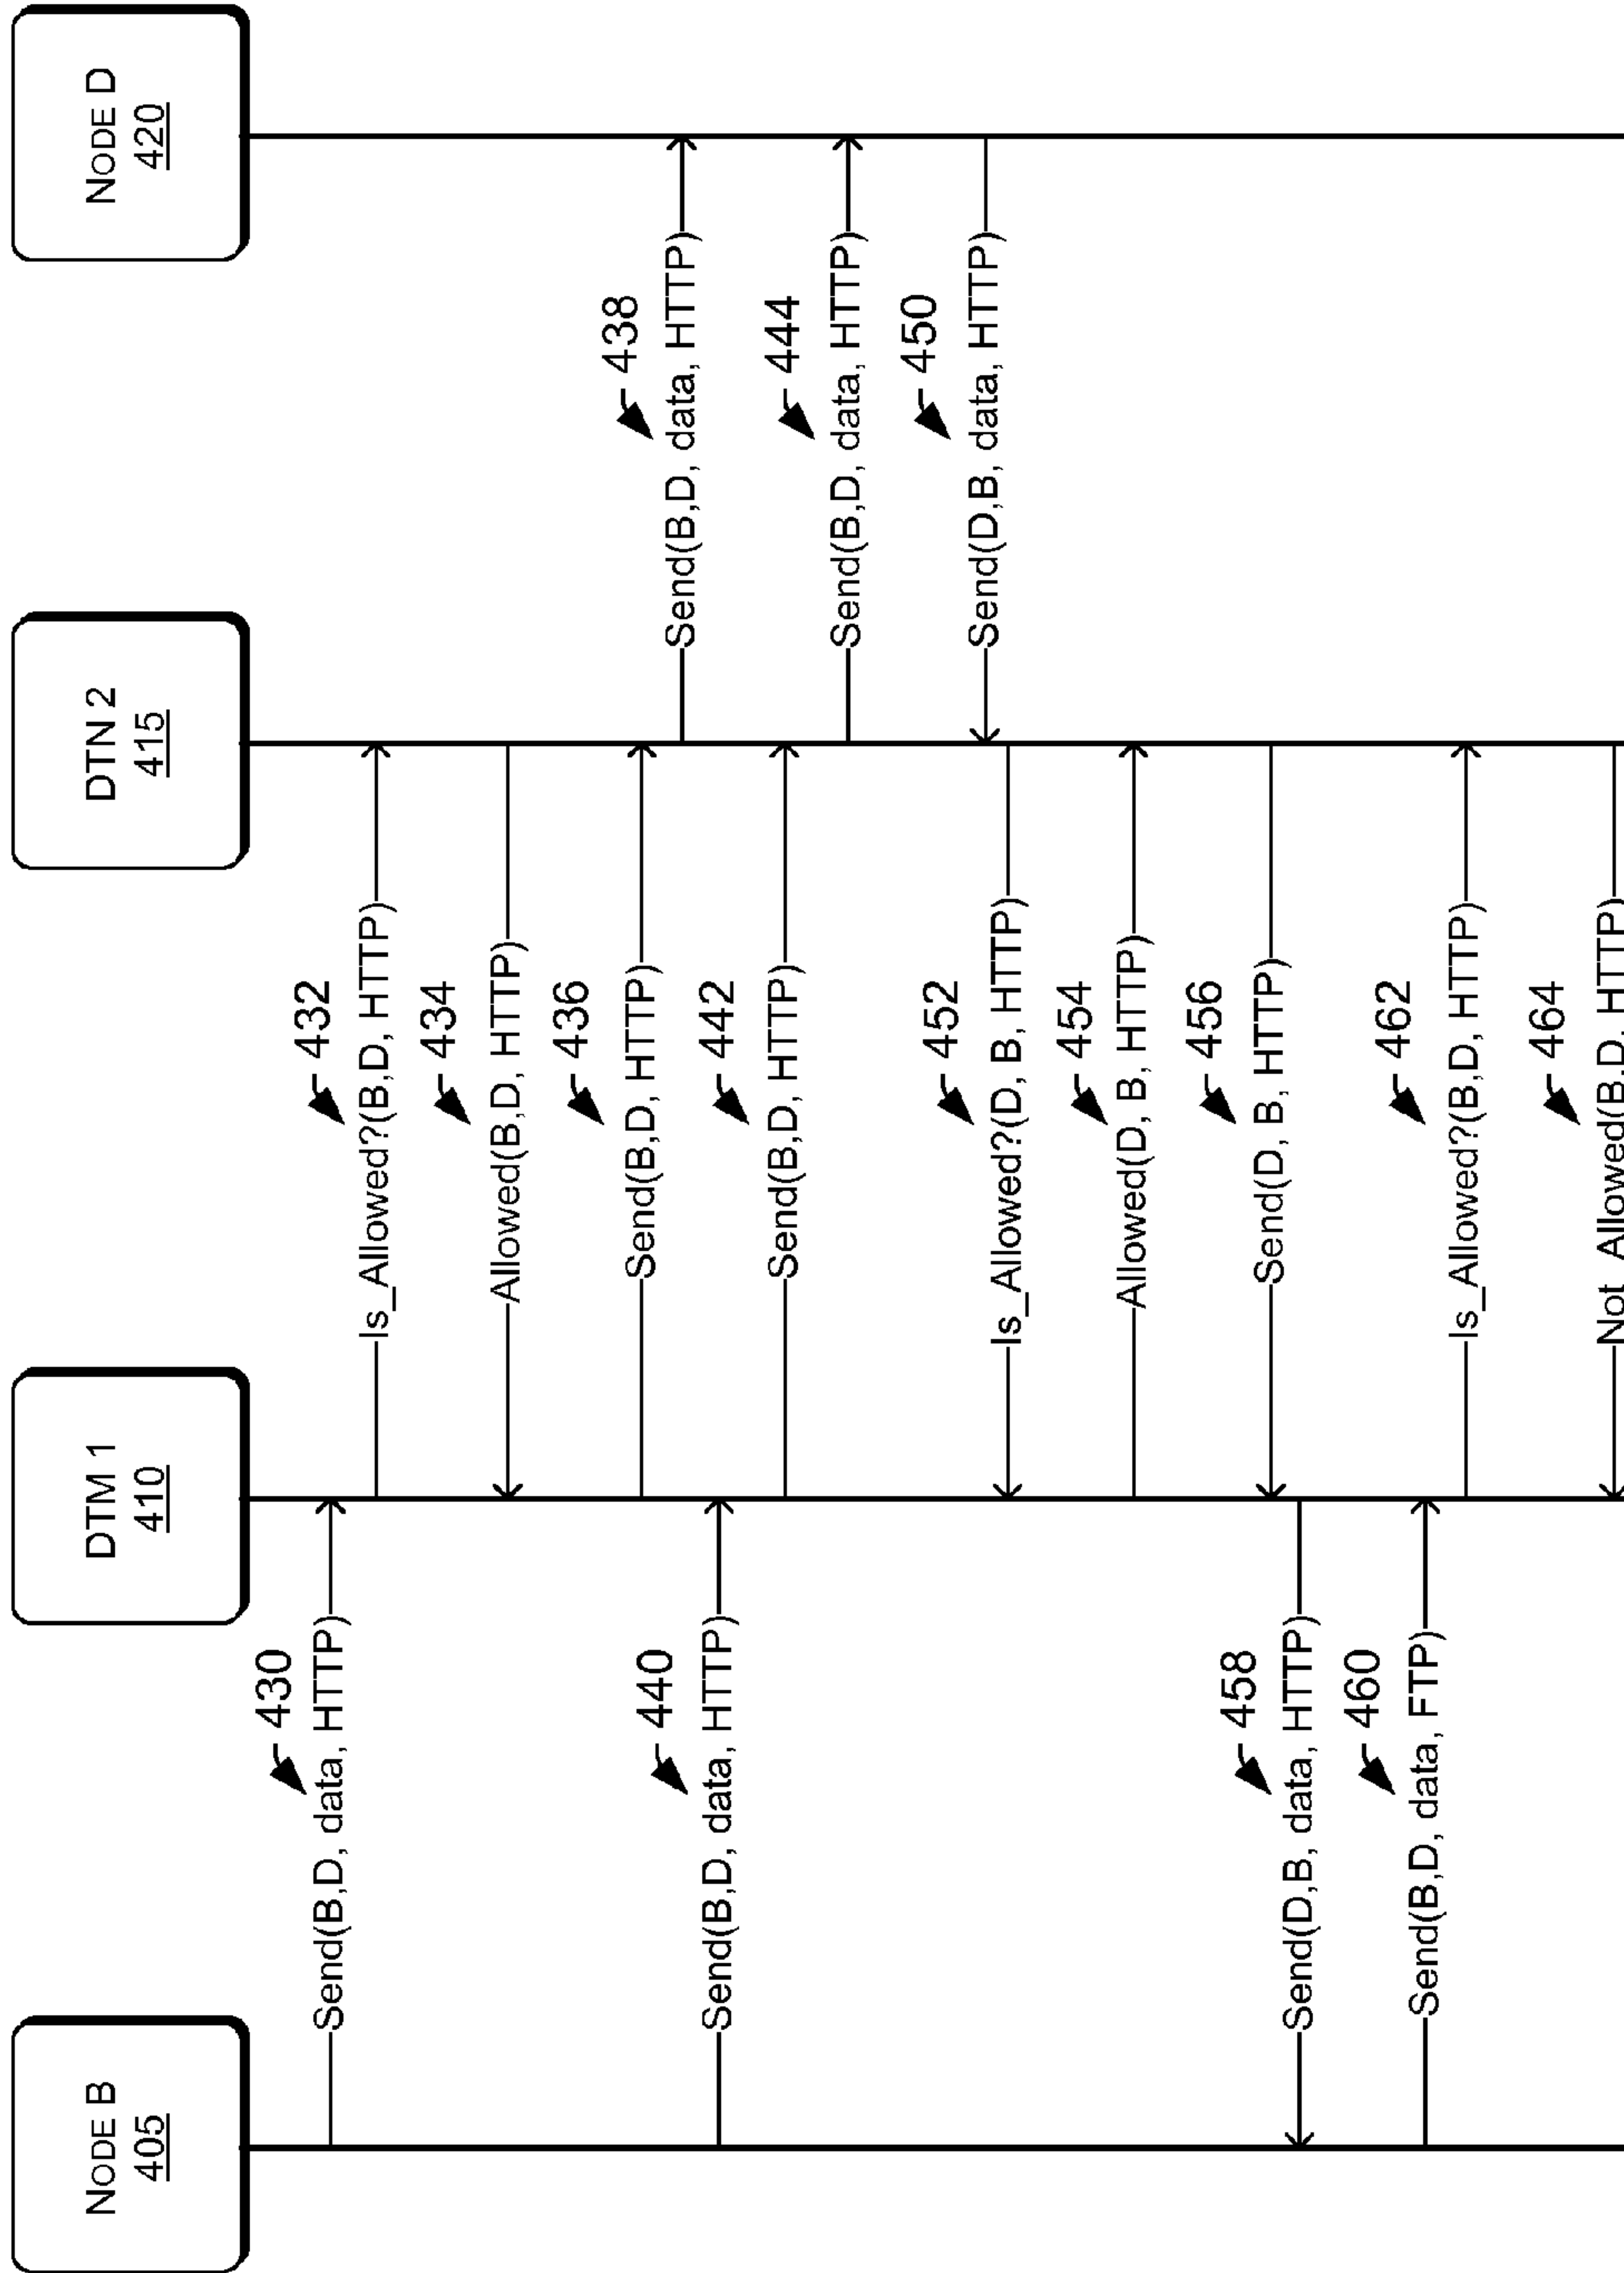 NODE B
405
DTM 1
410
DTN 2
415
NODE D
420
430
Send(B,D, data, HTTP)
432
Is_Allowed?(B,D, HTTP)
434
Allowed(B,D, HTTP)
436
Send(B,D, HTTP)
438
Send(B,D, data, HTTP)
440
Send(B,D, data, HTTP)
442
Send(B,D, HTTP)
444
Send(B,D, data, HTTP)
450
Send(D,B, data, HTTP)
452
Is_Allowed?(D, B, HTTP)
454
Allowed(D, B, HTTP)
456
Send(D, B, HTTP)
458
Send(D,B, data, HTTP)
460
Send(B,D, data, FTP)
462
Is_Allowed?(B,D, HTTP)
464
Not_Allowed(B,D, HTTP)